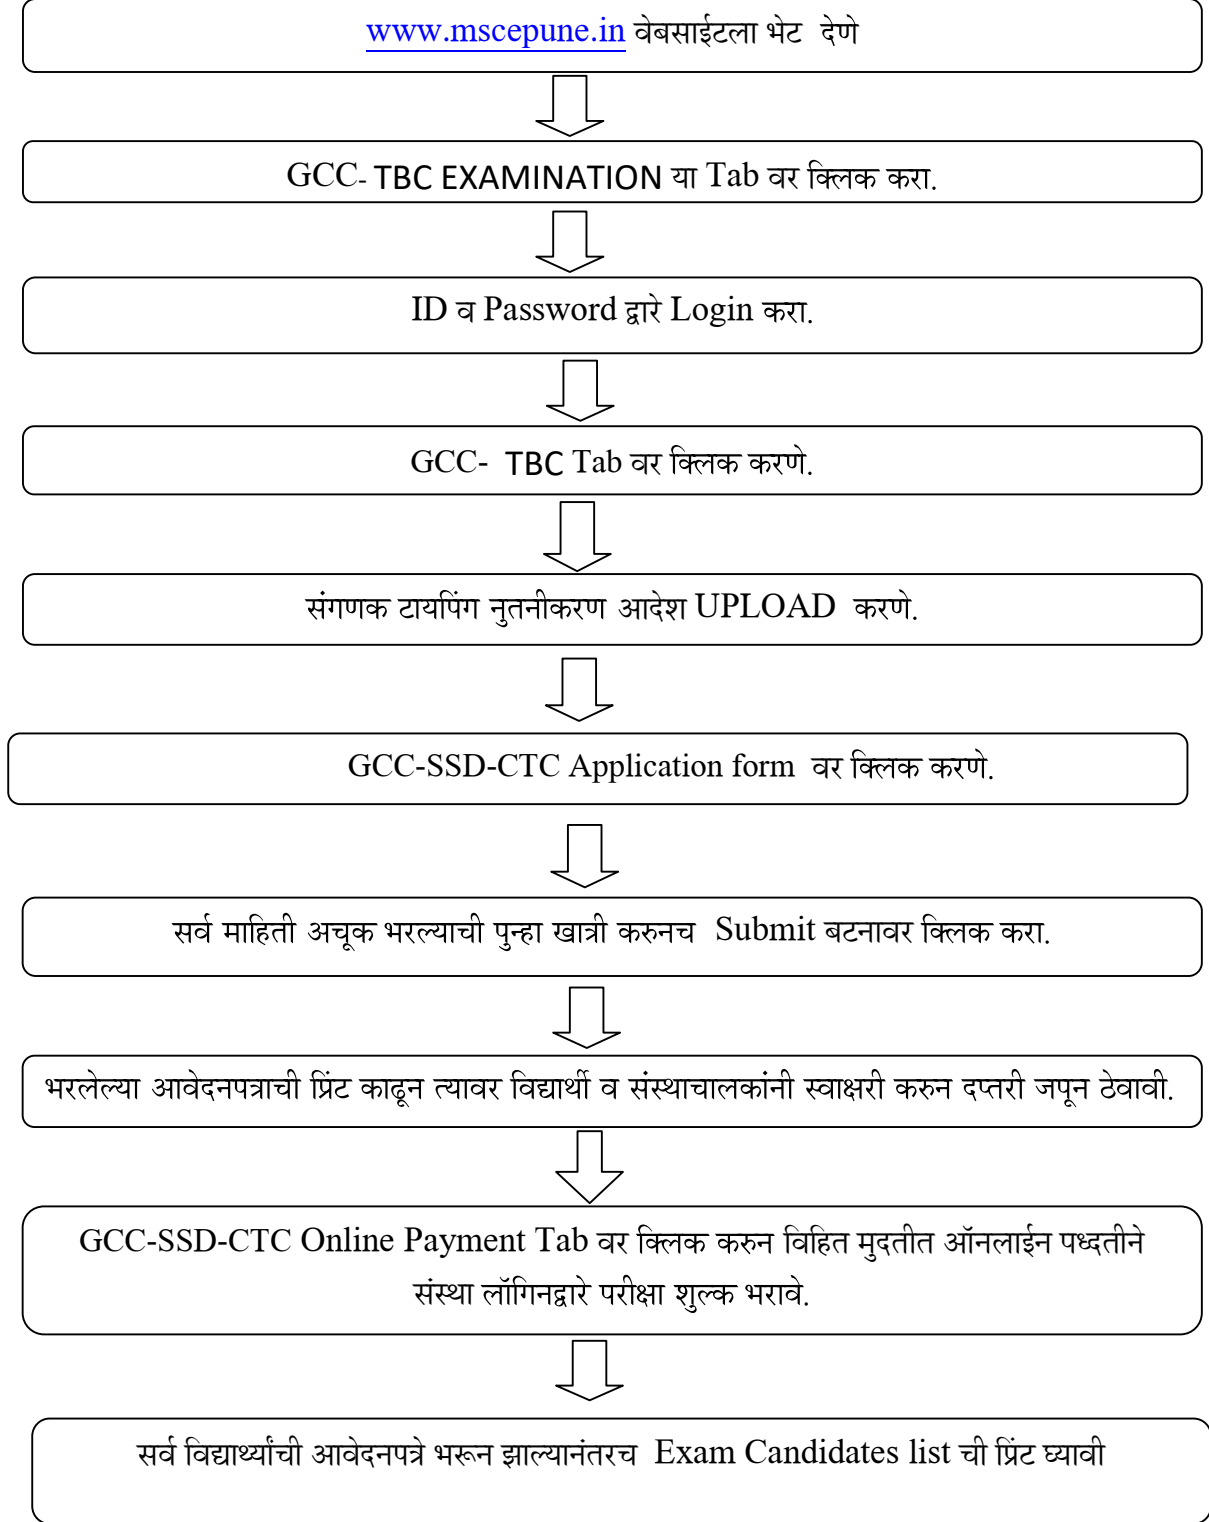 www.mscepune.in वेबसाईटला भेट देणे
GCC- TBC EXAMINATION या Tab वर क्लिक करा.
ID व Password द्वारे Login करा.
GCC- TBC Tab वर क्लिक करणे.
संगणक टायपिंग नुतनीकरण आदेश UPLOAD करणे.
GCC-SSD-CTC Application form वर क्लिक करणे.
सर्व माहिती अचूक भरल्याची पुन्हा खात्री करुनच Submit बटनावर क्लिक करा.
भरलेल्या आवेदनपत्राची प्रिंट काढून त्यावर विद्यार्थी व संस्थाचालकांनी स्वाक्षरी करुन दप्तरी जपून ठेवावी.
GCC-SSD-CTC Online Payment Tab वर क्लिक करुन विहित मुदतीत ऑनलाईन पध्दतीने
संस्था लॉगिनद्वारे परीक्षा शुल्क भरावे.
सर्व विद्यार्थ्यांची आवेदनपत्रे भरून झाल्यानंतरच Exam Candidates list ची प्रिंट घ्यावी